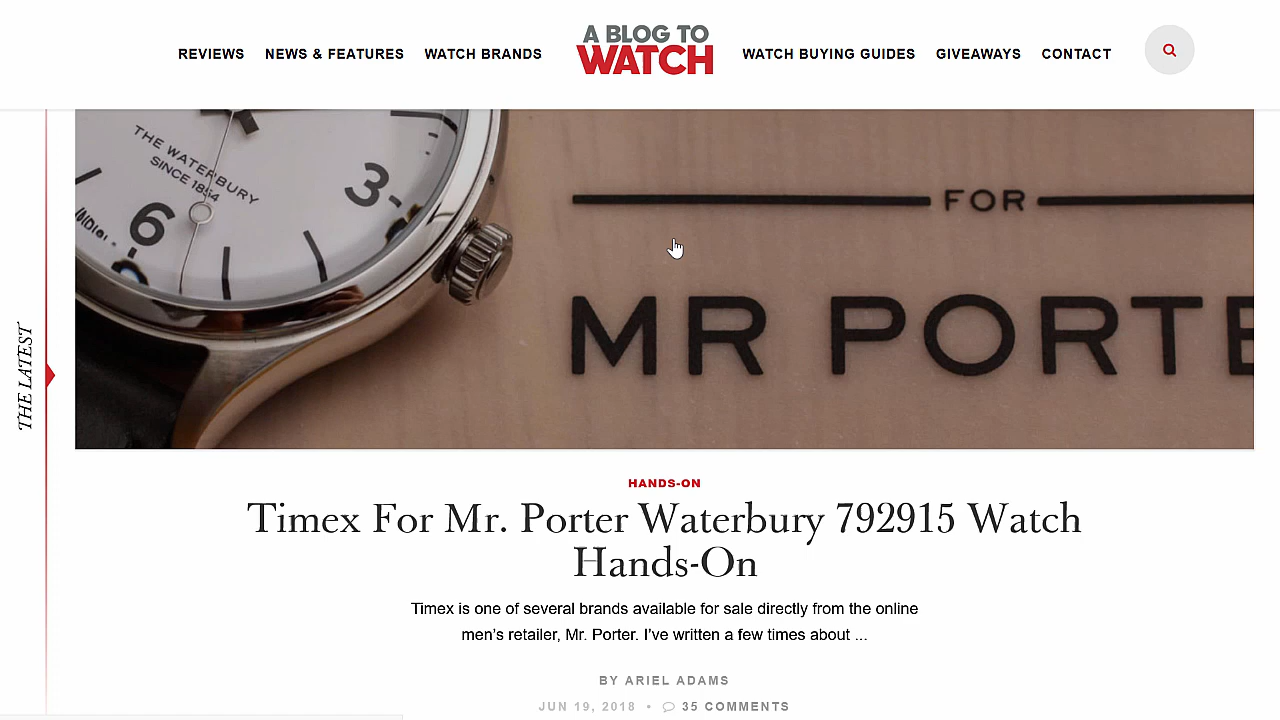 REVIEWS NEWS & FEATURES WATCH BRANDS A BLOG TO WATCH WATCH BUYING GUIDES GIVEAWAYS CONTACT
THE WATERBURY
SINCE 1854
3
6
FOR
MR PORTE
THE LATEST
HANDS-ON
Timex For Mr. Porter Waterbury 792915 Watch
Hands-On
Timex is one of several brands available for sale directly from the online
men's retailer, Mr. Porter. I've written a few times about ...
BY ARIEL ADAMS
JUN 19, 2018 • 35 COMMENTS